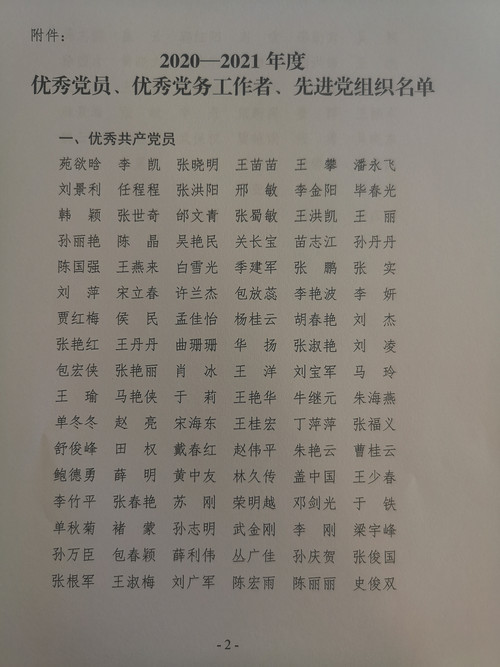 附件：
2020—2021 年度
优秀党员、优秀党务工作者、先进党组织名单
一、优秀共产党员
苑欲晗 李 凯 张晓明 王苗苗 王 攀 潘永飞
刘景利 任程程 张洪阳 邢 敏 李金阳 毕春光
韩 颖 张世奇 邰文青 张蜀敏 王洪凯 王 丽
孙丽艳 陈 晶 吴艳民 关长宝 苗志江 孙丹丹
陈国强 王燕来 白雪光 季建军 张 鹏 张 实
刘 萍 宋立春 许兰杰 包放蕊 李艳波 李 妍
贾红梅 侯 民 孟佳怡 杨桂云 胡春艳 刘 杰
张艳红 王丹丹 曲珊珊 华 扬 张淑艳 刘 凌
包宏侠 张艳丽 肖 冰 王 洋 刘宝军 马 玲
王 瑜 马艳侠 于 莉 王艳华 牛继元 朱海燕
单冬冬 赵 亮 宋海东 王桂宏 丁萍萍 张福义
舒俊峰 田 权 戴春红 赵伟平 朱艳云 曹桂云
鲍德勇 薛 明 黄中友 林久传 盖中国 王少春
李竹平 张春艳 苏 刚 荣明越 邓剑光 于 铁
单秋菊 褚 蒙 孙志明 武金刚 李 刚 梁宇峰
孙万臣 包春颖 薛利伟 丛广佳 孙庆贺 张俊国
张根军 王淑梅 刘广军 陈宏雨 陈丽丽 史俊双
- 2 -